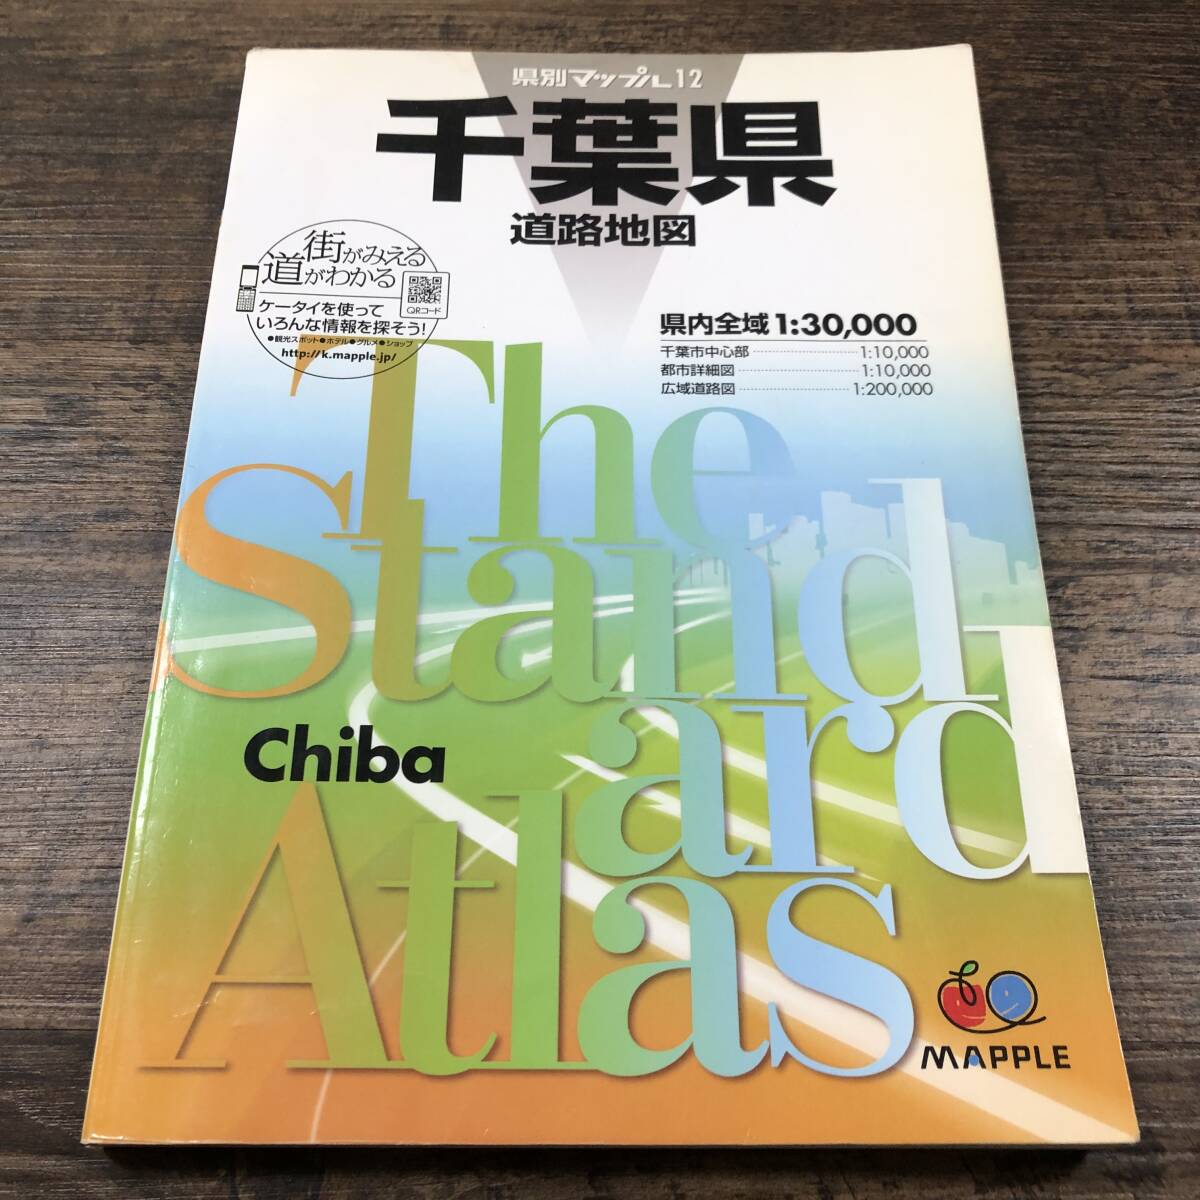 県別マップル12
千葉県
道路地図
街がみえる
道がわかる
QRコード
ケータイを使って
いろんな情報を探そう!
●観光スポット●ホテル●グルメ●ショップ
http://k.mapple.jp/
県内全域 1:30,000
千葉市中心部 1:10,000
都市詳細図 1:10,000
広域道路図 1:200,000
The
Stand
ard
Chiba
Atlas
MAPPLE